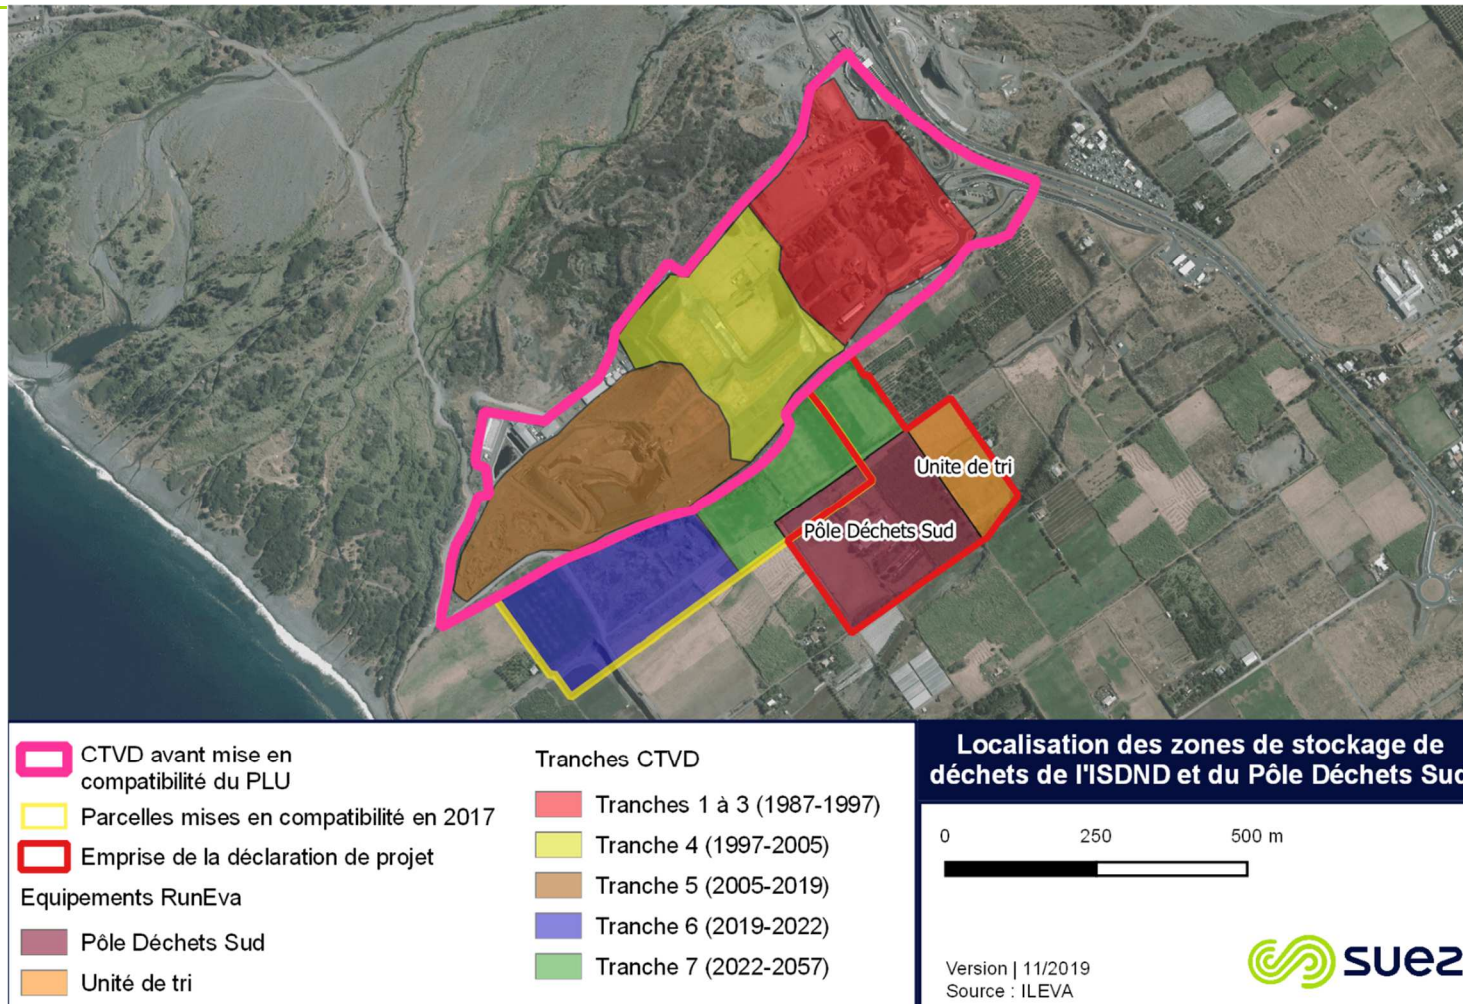 Unite de tri
Pôle Déchets Sud
CTVD avant mise en
compatibilité du PLU
Parcelles mises en compatibilité en 2017
Emprise de la déclaration de projet
Equipements RunEva
Pôle Déchets Sud
Unité de tri
Tranches CTVD
Tranches 1 à 3 (1987-1997)
Tranche 4 (1997-2005)
Tranche 5 (2005-2019)
Tranche 6 (2019-2022)
Tranche 7 (2022-2057)
Localisation des zones de stockage de
déchets de l'ISDND et du Pôle Déchets Sud
0 250 500 m
Version | 11/2019
Source : ILEVA
suez